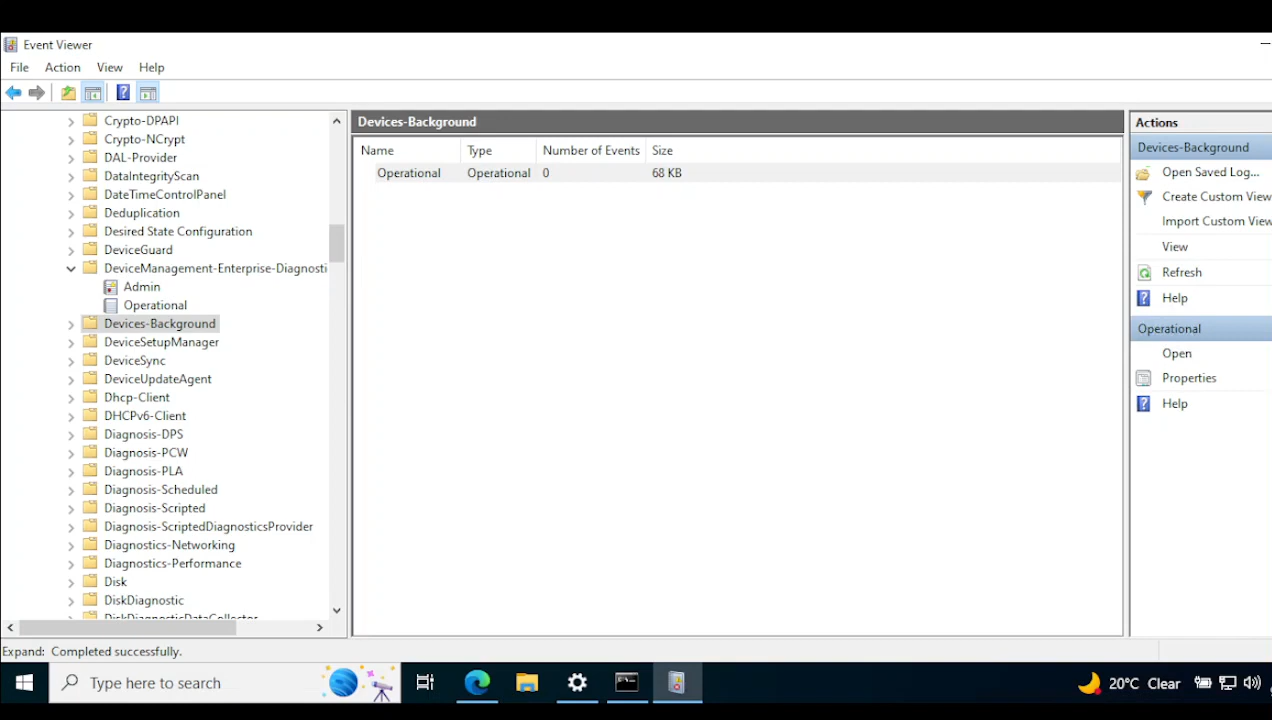 Event Viewer
File Action View Help
Crypto-DPAPI
Crypto-NCrypt
DAL-Provider
DataIntegrityScan
DateTimeControlPanel
Deduplication
Desired State Configuration
DeviceGuard
DeviceManagement-Enterprise-Diagnosti
Admin
Operational
Devices-Background
DeviceSetupManager
DeviceSync
DeviceUpdateAgent
Dhcp-Client
DHCPv6-Client
Diagnosis-DPS
Diagnosis-PCW
Diagnosis-PLA
Diagnosis-Scheduled
Diagnosis-Scripted
Diagnosis-ScriptedDiagnosticsProvider
Diagnostics-Networking
Diagnostics-Performance
Disk
DiskDiagnostic
DiskDiagnosticDataCollector
Devices-Background
Name Type Number of Events Size
Operational Operational 0 68 KB
Actions
Devices-Background
Open Saved Log...
Create Custom View
Import Custom View
View
Refresh
Help
Operational
Open
Properties
Help
Expand: Completed successfully.
Type here to search
20°C Clear